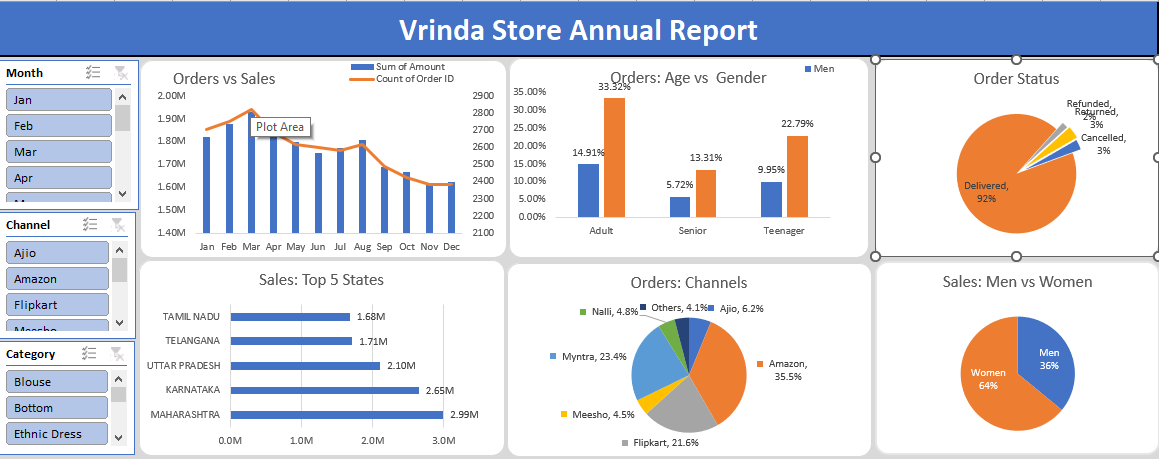 Vrinda Store Annual Report
Month
Jan
Feb
Mar
Apr
Channel
Ajio
Amazon
Flipkart
Meesho
Category
Blouse
Bottom
Ethnic Dress
Orders vs Sales
Sum of Amount
Count of Order ID
2.00M
1.90M
1.80M
1.70M
1.60M
1.50M
1.40M
2900
2800
2700
2600
2500
2400
2300
2200
2100
Plot Area
Jan Feb Mar Apr May Jun Jul Aug Sep Oct Nov Dec
Orders: Age vs Gender
Men
35.00%
30.00%
25.00%
20.00%
15.00%
10.00%
5.00%
0.00%
14.91%
33.32%
5.72%
13.31%
9.95%
22.79%
Adult Senior Teenager
Order Status
Refunded,
2%
Returned,
3%
Cancelled,
3%
Delivered,
92%
Sales: Top 5 States
TAMIL NADU 1.68M
TELANGANA 1.71M
UTTAR PRADESH 2.10M
KARNATAKA 2.65M
MAHARASHTRA 2.99M
0.0M 1.0M 2.0M 3.0M
Orders: Channels
Nalli, 4.8%
Others, 4.1%
Ajio, 6.2%
Myntra, 23.4%
Amazon,
35.5%
Meesho, 4.5%
Flipkart, 21.6%
Sales: Men vs Women
Men
36%
Women
64%